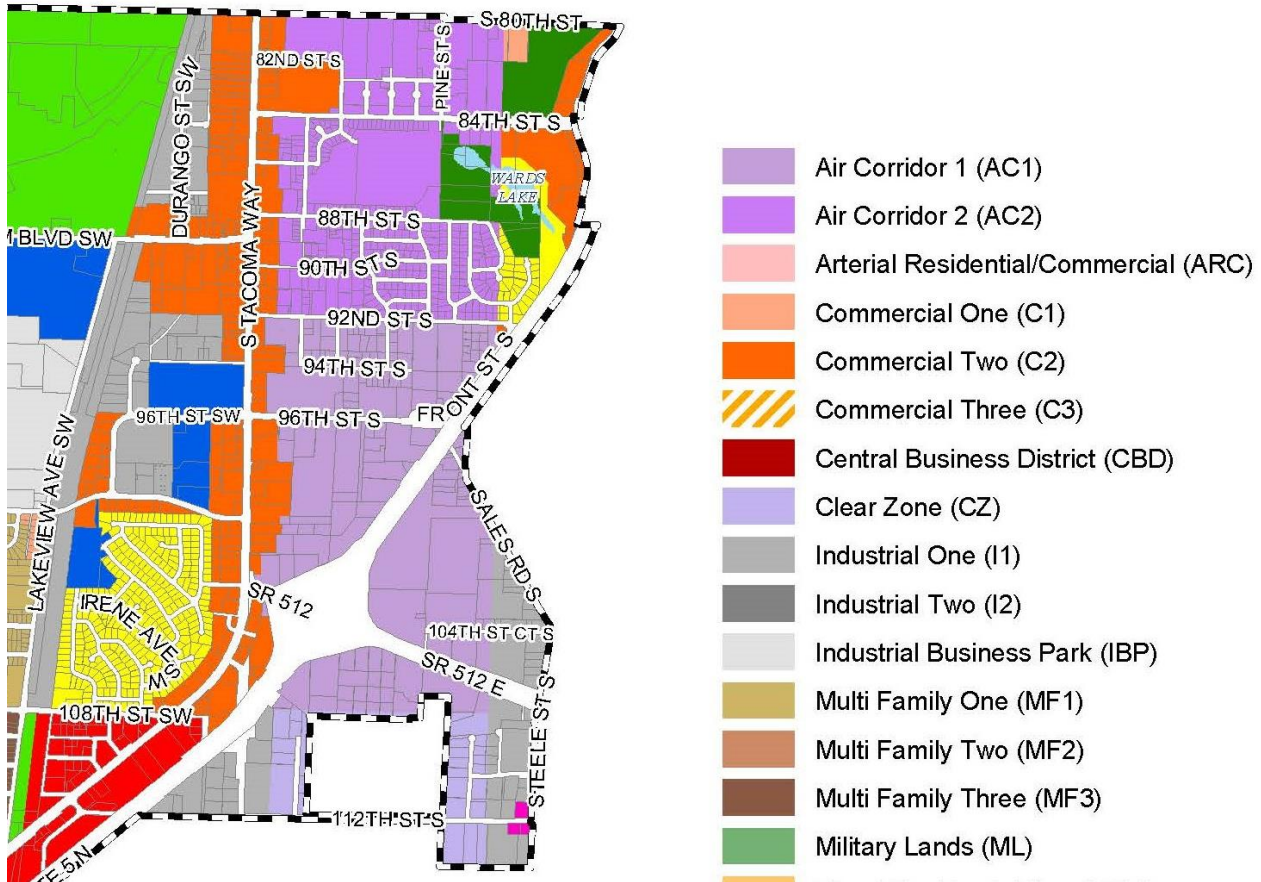 S 80TH ST
82ND ST S
PINE ST S
DURANGO ST SW
84TH ST S
WARDS
LAKE
S TACOMA WAY
88TH ST S
BLVD SW
90TH ST S
92ND ST S
94TH ST S
FRONT ST S
96TH ST SW
96TH ST S
LAKEVIEW AVE SW
SALES RD S
SR 512
IRENE AVE S
W
104TH ST CT S
SR 512 E
108TH ST SW
STEELE ST S
112TH ST S
5 N
Air Corridor 1 (AC1)
Air Corridor 2 (AC2)
Arterial Residential/Commercial (ARC)
Commercial One (C1)
Commercial Two (C2)
Commercial Three (C3)
Central Business District (CBD)
Clear Zone (CZ)
Industrial One (I1)
Industrial Two (I2)
Industrial Business Park (IBP)
Multi Family One (MF1)
Multi Family Two (MF2)
Multi Family Three (MF3)
Military Lands (ML)